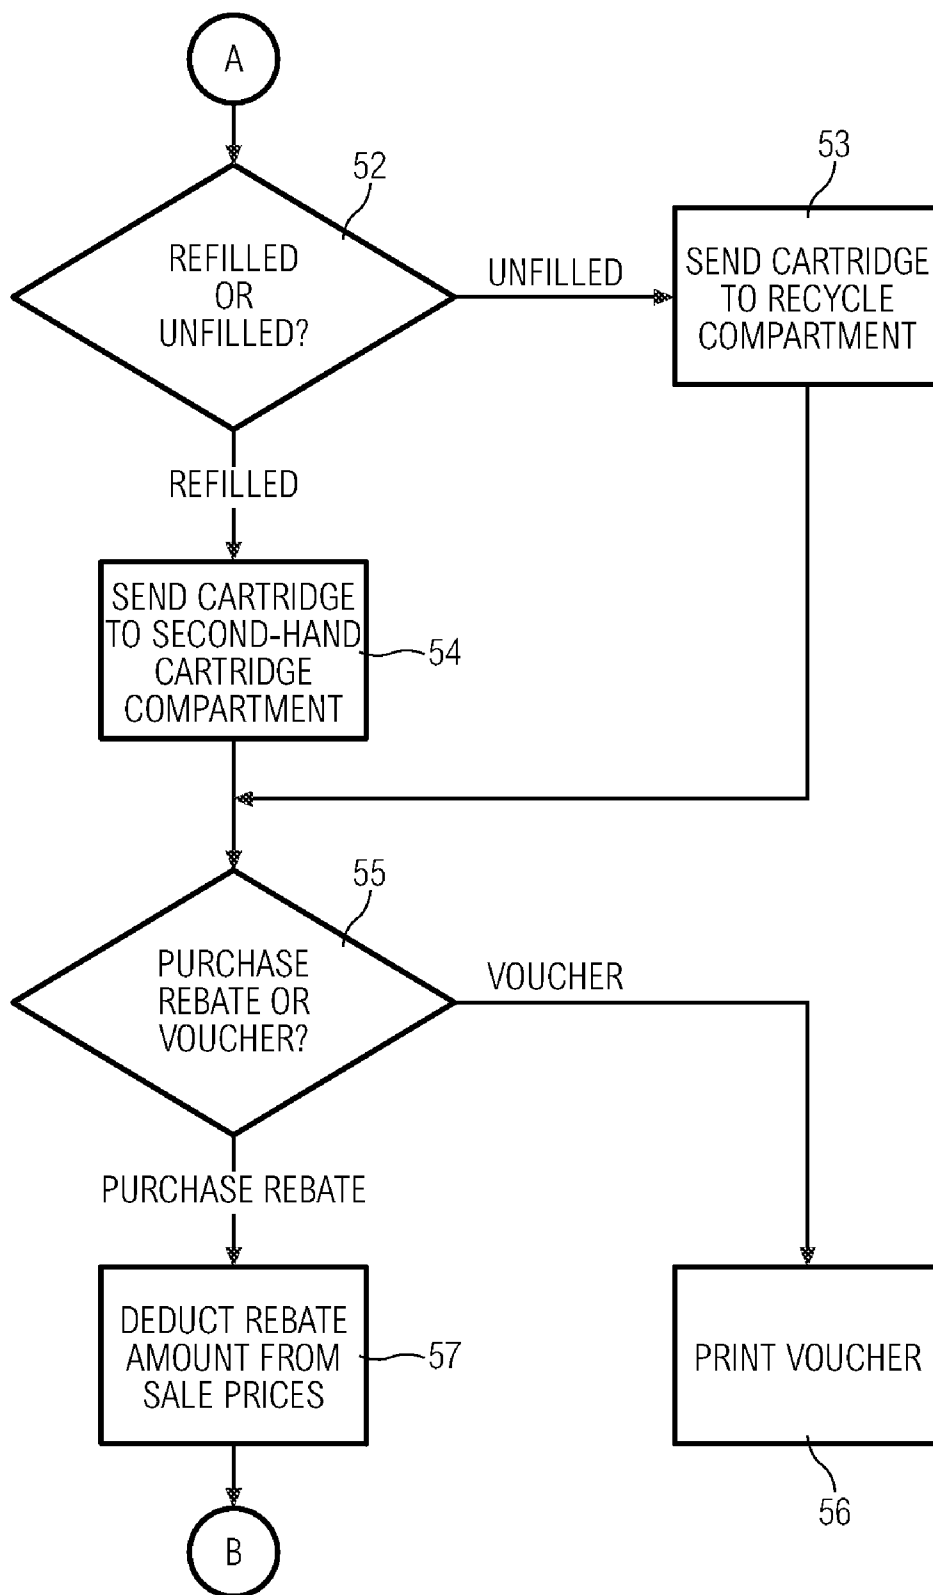 A
52
REFILLED
OR
UNFILLED?
UNFILLED
53
SEND CARTRIDGE
TO RECYCLE
COMPARTMENT
REFILLED
SEND CARTRIDGE
TO SECOND-HAND
CARTRIDGE
COMPARTMENT
54
55
PURCHASE
REBATE OR
VOUCHER?
VOUCHER
PURCHASE REBATE
DEDUCT REBATE
AMOUNT FROM
SALE PRICES
57
PRINT VOUCHER
56
B